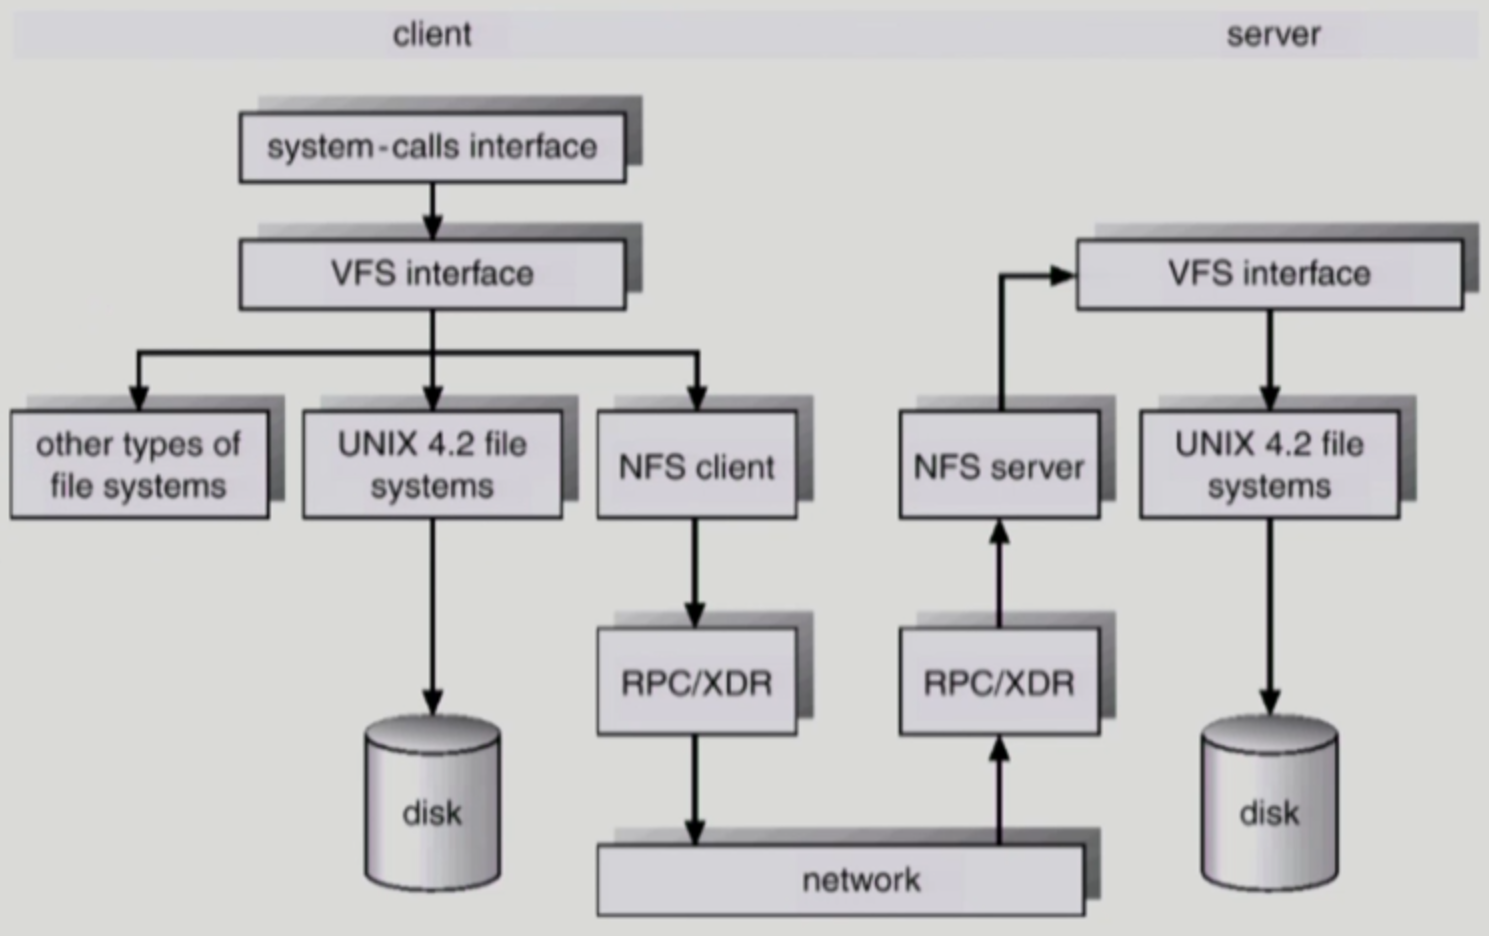 client
server
system-calls interface
VFS interface
VFS interface
other types of
file systems
UNIX 4.2 file
systems
NFS client
NFS server
UNIX 4.2 file
systems
RPC/XDR
RPC/XDR
disk
disk
network